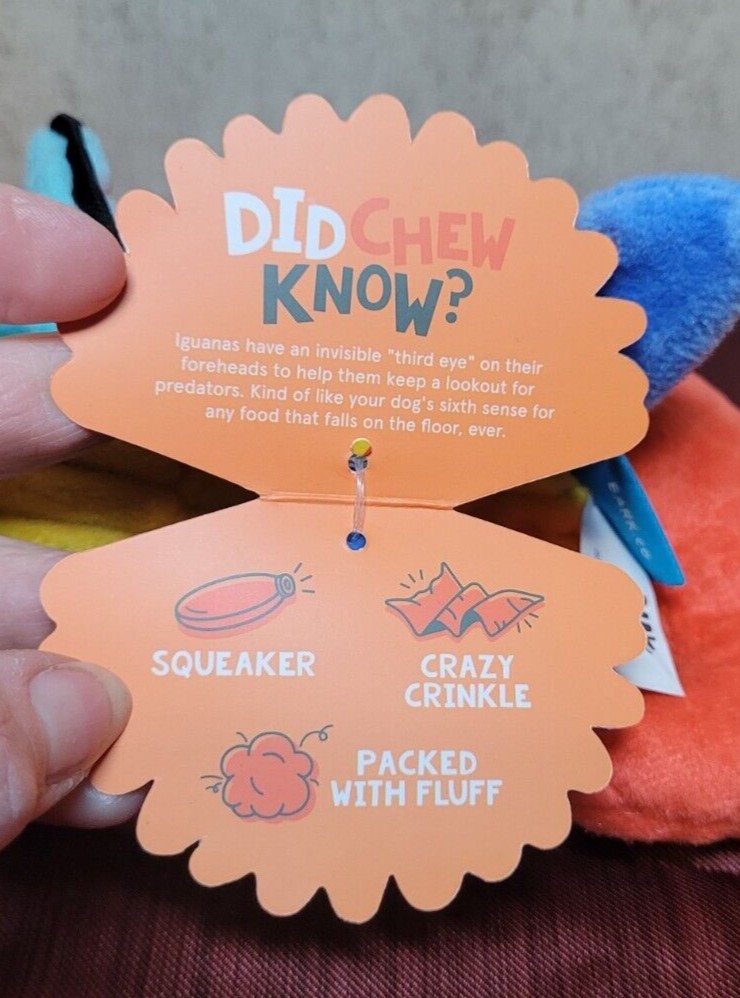 DID CHEW
KNOW?
Iguanas have an invisible "third eye" on their
foreheads to help them keep a lookout for
predators. Kind of like your dog's sixth sense for
any food that falls on the floor, ever.
BARK CO
SQUEAKER
CRAZY
CRINKLE
PACKED
WITH FLUFF